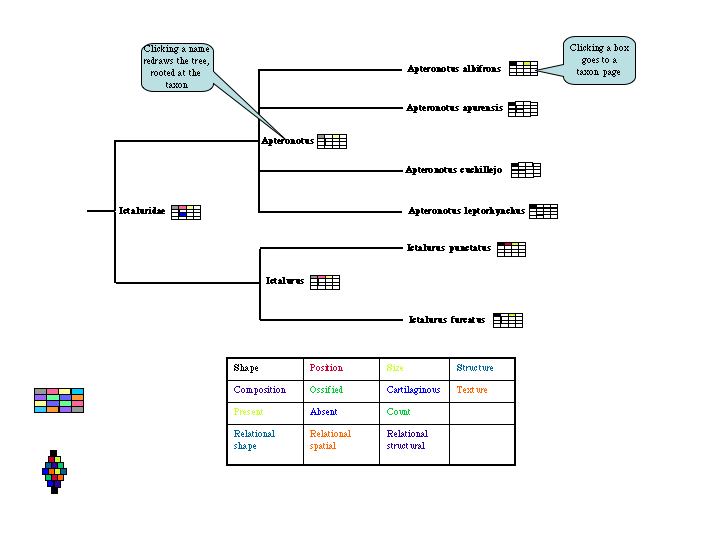 Clicking a name
redraws the tree,
rooted at the
taxon
Clicking a box
goes to a
taxon page
Apteronotus albifrons
Apteronotus apurensis
Apteronotus
Apteronotus cuchillejo
Ictaluridae
Apteronotus leptorhynchus
Ictalurus punctatus
Ictalurus
Ictalurus furcatus
Shape Position Size Structure
Composition Ossified Cartilaginous Texture
Present Absent Count
Relational shape Relational spatial Relational structural